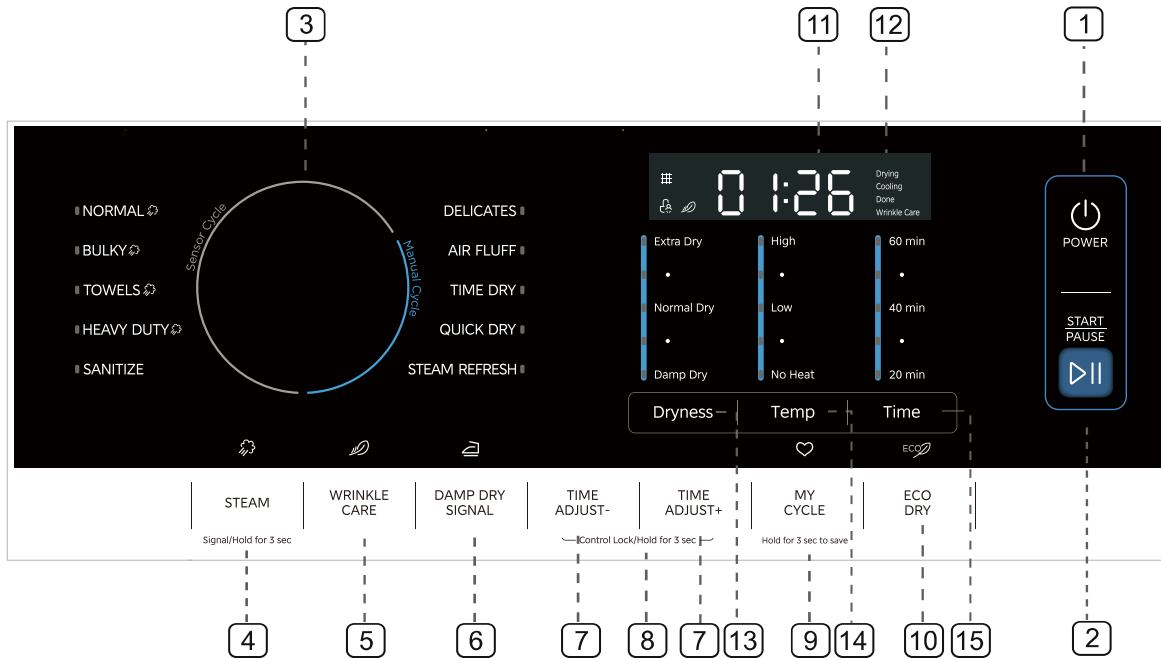 3
11
12
1
Sensor Cycle
Manual Cycle
NORMAL
BULKY
TOWELS
HEAVY DUTY
SANITIZE
DELICATES
AIR FLUFF
TIME DRY
QUICK DRY
STEAM REFRESH
01:26
Drying
Cooling
Done
Wrinkle Care
Extra Dry
Normal Dry
Damp Dry
High
Low
No Heat
60 min
40 min
20 min
Dryness
Temp
Time
POWER
START
PAUSE
ECO
STEAM
Signal/Hold for 3 sec
WRINKLE
CARE
DAMP DRY
SIGNAL
TIME
ADJUST-
TIME
ADJUST+
Control Lock/Hold for 3 sec
MY
CYCLE
Hold for 3 sec to save
ECO
DRY
4
5
6
7
8
7
13
9
14
10
15
2